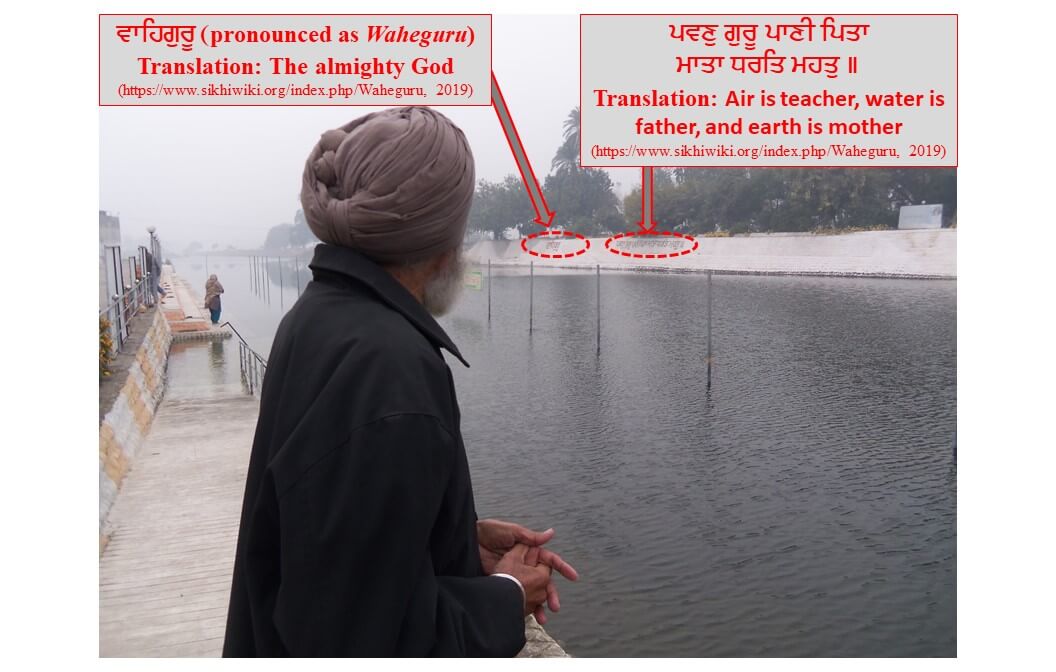 ਵਾਹਿਗੁਰੂ (pronounced as Waheguru)
Translation: The almighty God
(https://www.sikhiwiki.org/index.php/Waheguru, 2019)
ਪਵਣੁ ਗੁਰੂ ਪਾਣੀ ਪਿਤਾ
ਮਾਤਾ ਧਰਤਿ ਮਹਤੁ ॥
Translation: Air is teacher, water is
father, and earth is mother
(https://www.sikhiwiki.org/index.php/Waheguru, 2019)